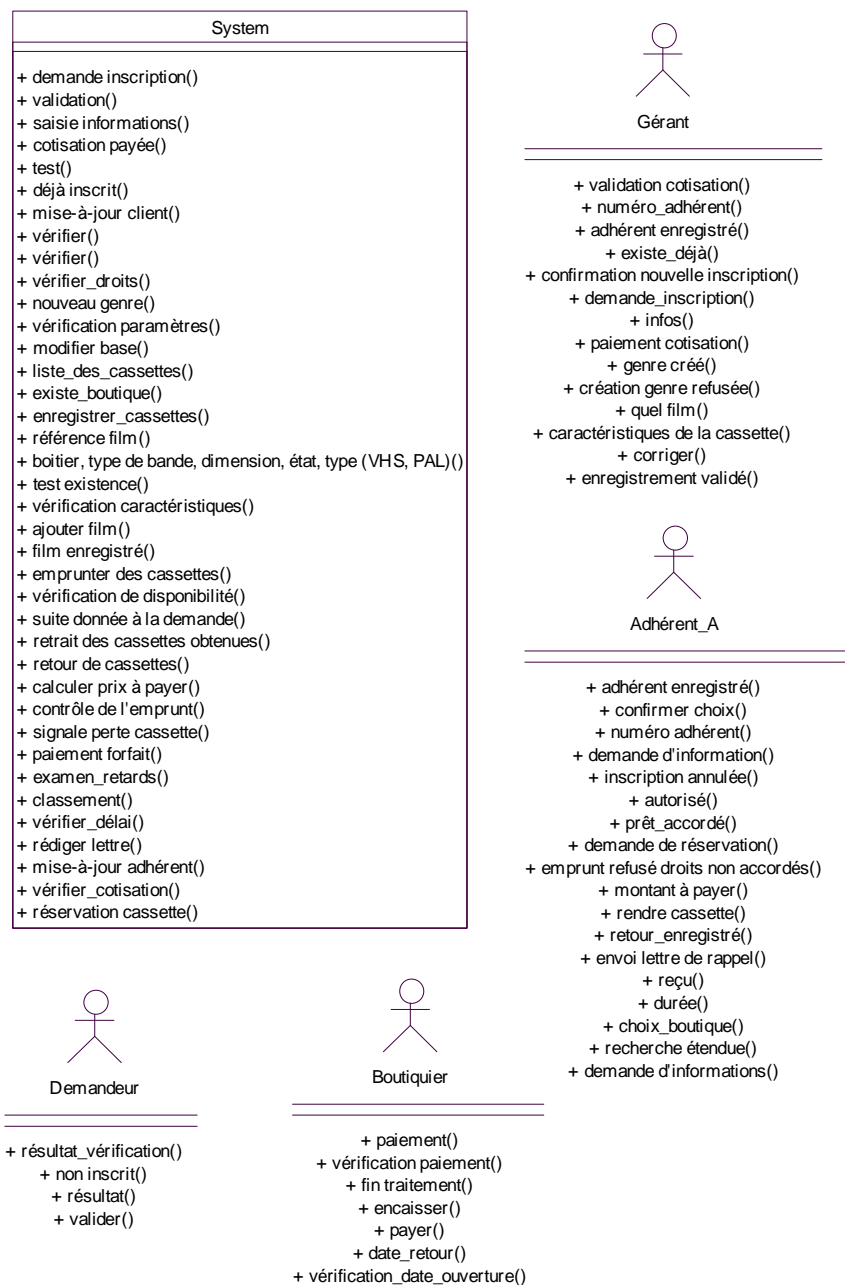 System
+ demande inscription()
+ validation()
+ saisie informations()
+ cotisation payée()
+ test()
+ déjà inscrit()
+ mise-à-jour client()
+ vérifier()
+ vérifier()
+ vérifier_droits()
+ nouveau genre()
+ vérification paramètres()
+ modifier base()
+ liste_des_cassettes()
+ existe_boutique()
+ enregistrer_cassettes()
+ référence film()
+ boitier, type de bande, dimension, état, type (VHS, PAL)()
+ test existence()
+ vérification caractéristiques()
+ ajouter film()
+ film enregistré()
+ emprunter des cassettes()
+ vérification de disponibilité()
+ suite donnée à la demande()
+ retrait des cassettes obtenues()
+ retour de cassettes()
+ calculer prix à payer()
+ contrôle de l'emprunt()
+ signale perte cassette()
+ paiement forfait()
+ examen_retards()
+ classement()
+ vérifier_délai()
+ rédiger lettre()
+ mise-à-jour adhérent()
+ vérifier_cotisation()
+ réservation cassette()
Gérant
+ validation cotisation()
+ numéro_adhérent()
+ adhérent enregistré()
+ existe_déjà()
+ confirmation nouvelle inscription()
+ demande_inscription()
+ infos()
+ paiement cotisation()
+ genre créé()
+ création genre refusée()
+ quel film()
+ caractéristiques de la cassette()
+ corriger()
+ enregistrement validé()
Adhérent_A
+ adhérent enregistré()
+ confirmer choix()
+ numéro adhérent()
+ demande d'information()
+ inscription annulée()
+ autorisé()
+ prêt_accordé()
+ demande de réservation()
+ emprunt refusé droits non accordés()
+ montant à payer()
+ rendre cassette()
+ retour_enregistré()
+ envoi lettre de rappel()
+ reçu()
+ durée()
+ choix_boutique()
+ recherche étendue()
+ demande d'informations()
Demandeur
+ résultat_vérification()
+ non inscrit()
+ résultat()
+ valider()
Boutiquier
+ paiement()
+ vérification paiement()
+ fin traitement()
+ encaisser()
+ payer()
+ date_retour()
+ vérification_date_ouverture()